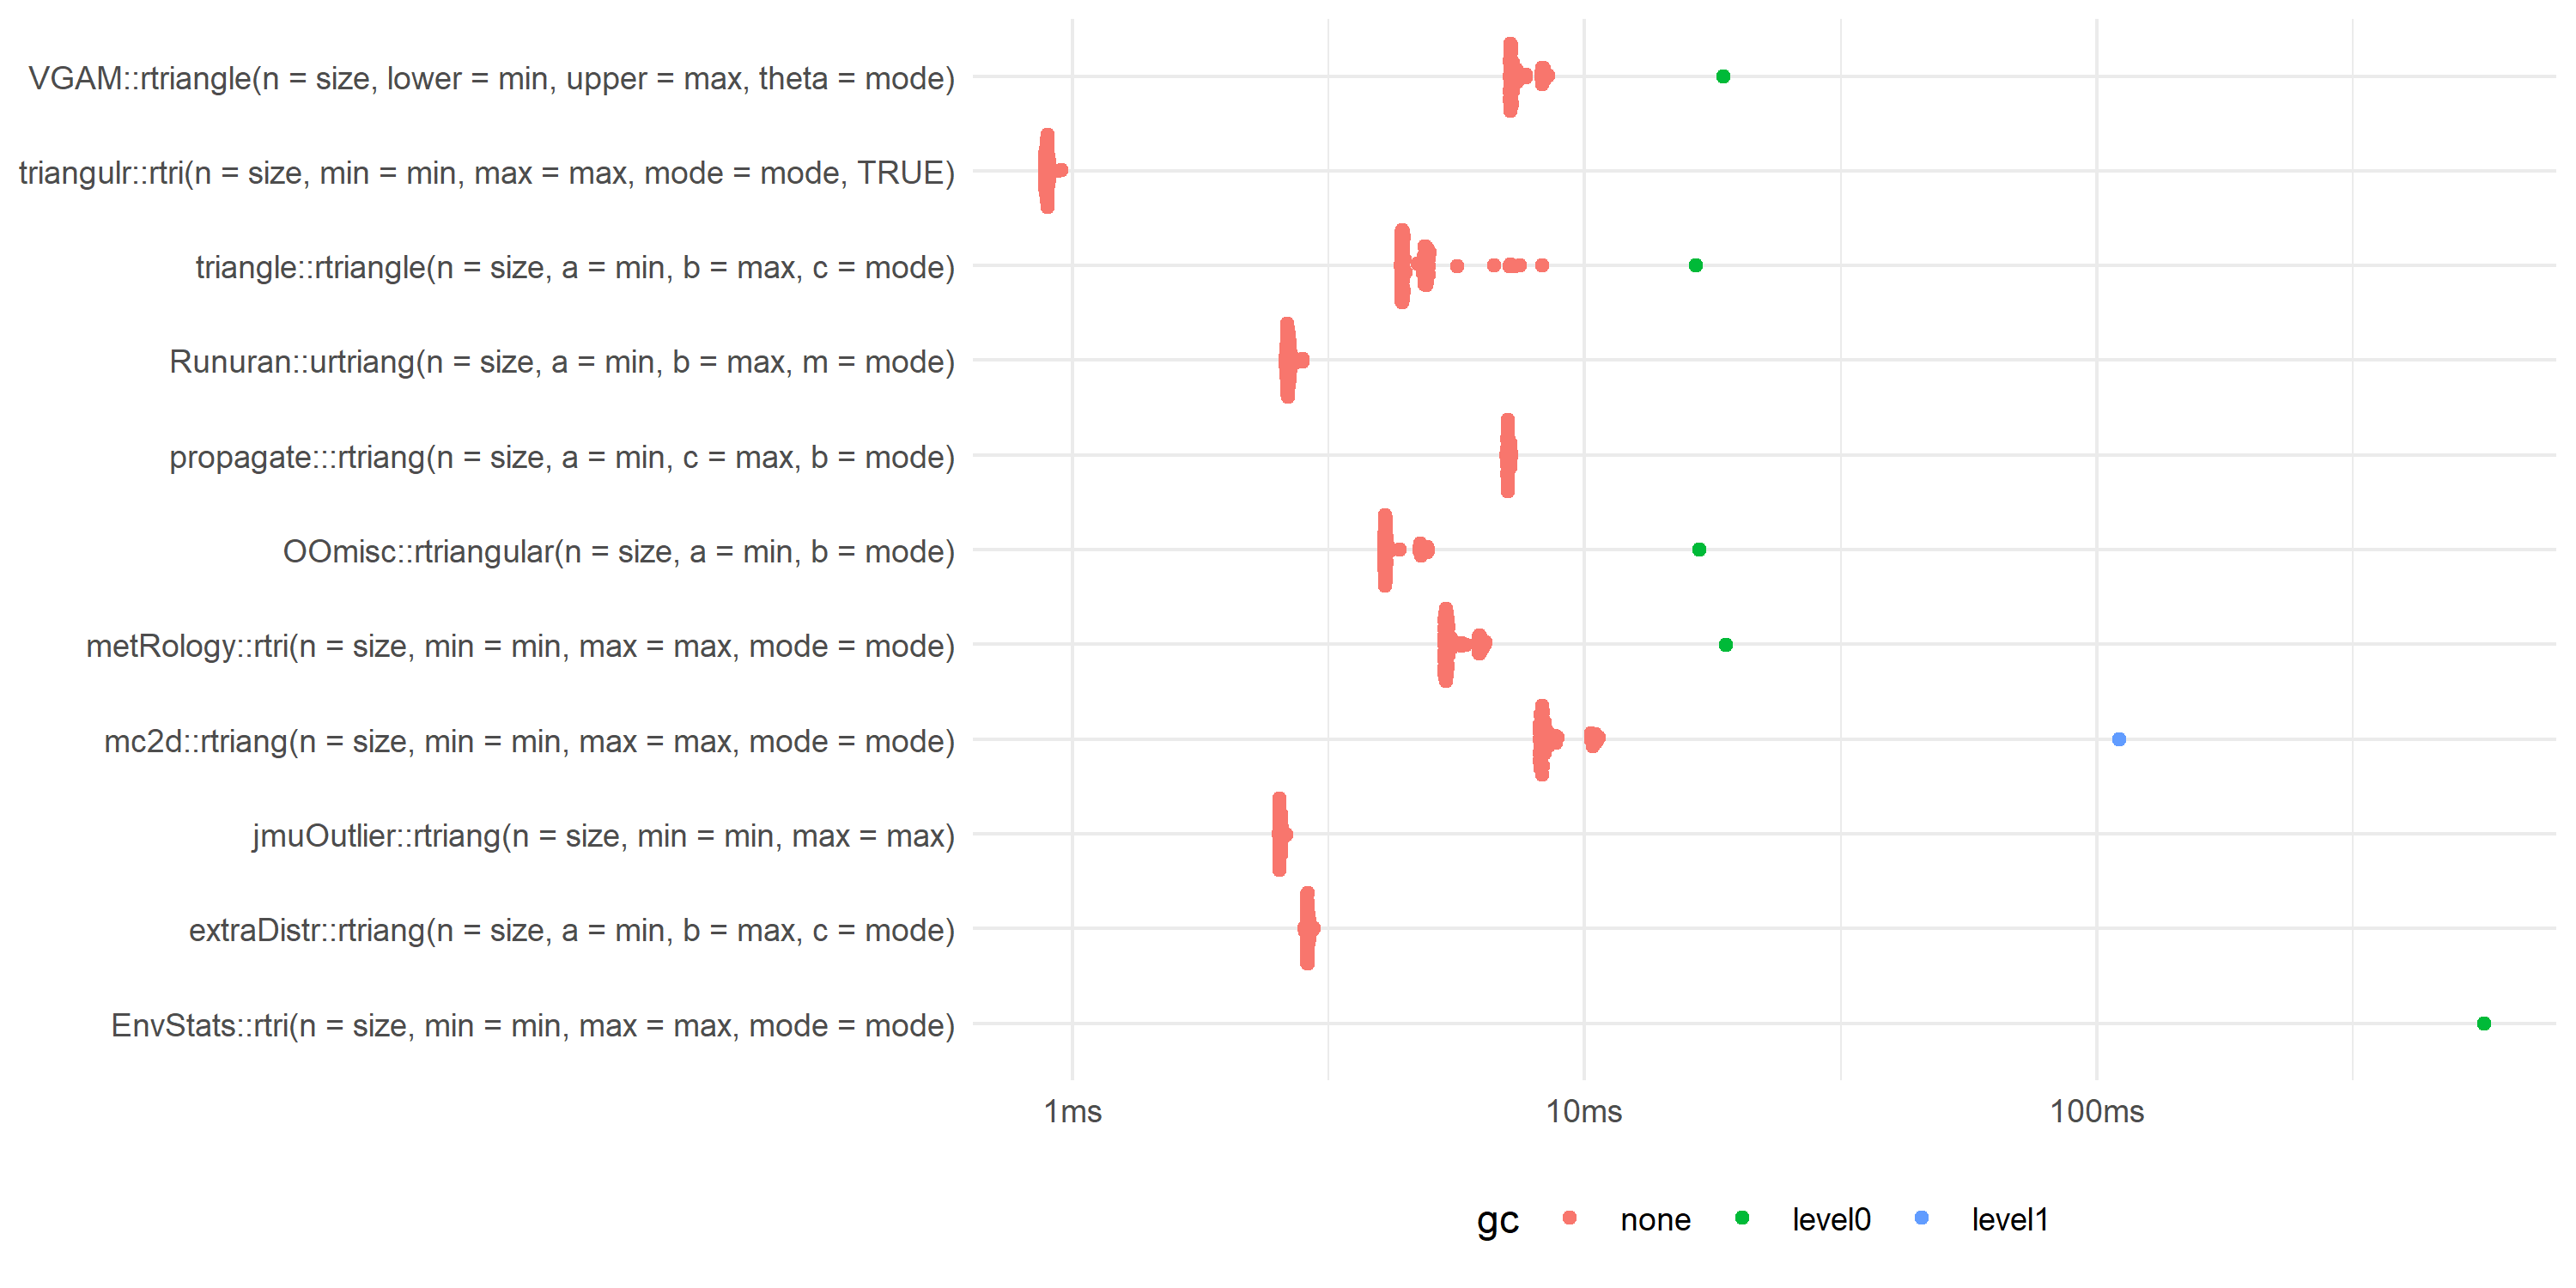 VGAM::rtriangle(n = size, lower = min, upper = max, theta = mode)
triangulr::rtri(n = size, min = min, max = max, mode = mode, TRUE)
triangle::rtriangle(n = size, a = min, b = max, c = mode)
Runuran::urtriang(n = size, a = min, b = max, m = mode)
propagate:::rtriang(n = size, a = min, c = max, b = mode)
OOmisc::rtriangular(n = size, a = min, b = mode)
metRology::rtri(n = size, min = min, max = max, mode = mode)
mc2d::rtriang(n = size, min = min, max = max, mode = mode)
jmuOutlier::rtriang(n = size, min = min, max = max)
extraDistr::rtriang(n = size, a = min, b = max, c = mode)
EnvStats::rtri(n = size, min = min, max = max, mode = mode)
1ms 10ms 100ms
gc none level0 level1